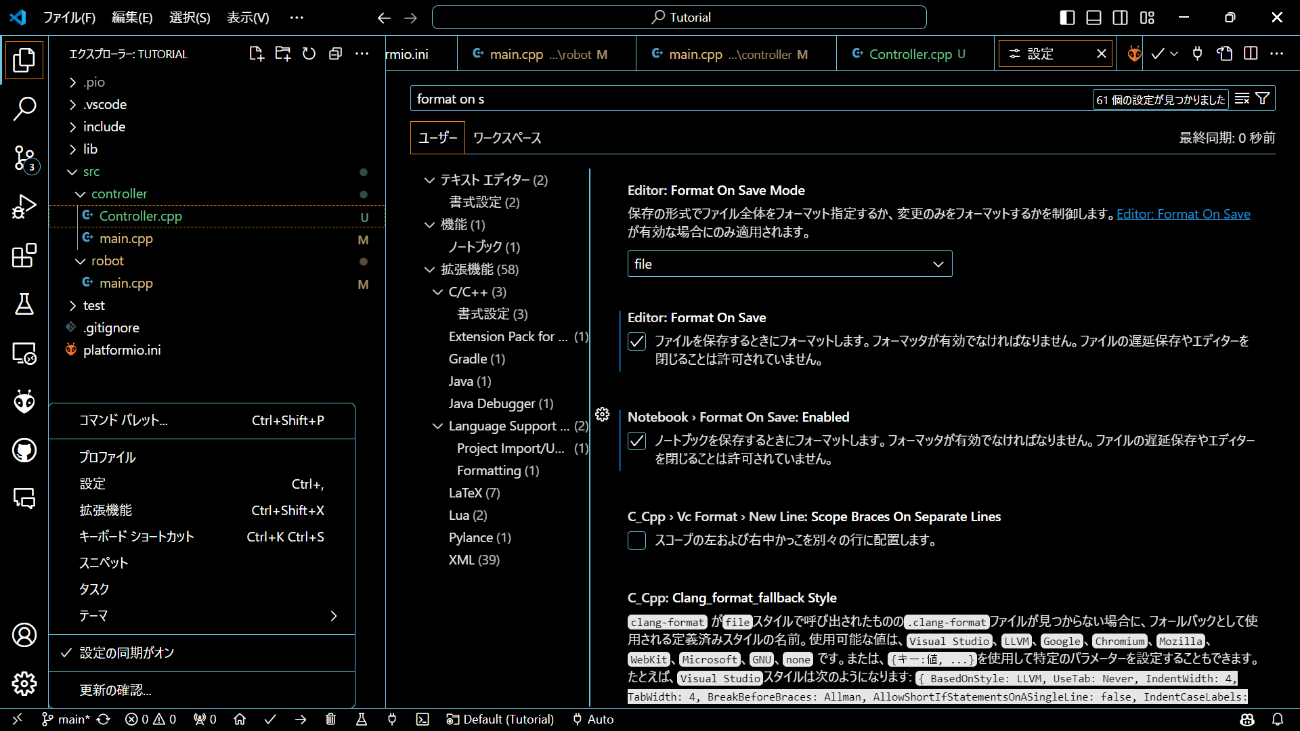 ファイル(F) 編集(E) 選択(S) 表示(V) … Tutorial
エクスプローラー: TUTORIAL
.pio
.vscode
include
lib
src
controller
Controller.cpp U
main.cpp M
robot
main.cpp M
test
.gitignore
platformio.ini
コマンド パレット... Ctrl+Shift+P
プロファイル
設定 Ctrl+,
拡張機能 Ctrl+Shift+X
キーボード ショートカット Ctrl+K Ctrl+S
スニペット
タスク
テーマ
設定の同期がオン
更新の確認...
3
rmio.ini main.cpp ...\robot M main.cpp ...\controller M Controller.cpp U 設定
format on s 61 個の設定が見つかりました
ユーザー ワークスペース 最終同期: 0 秒前
テキスト エディター (2)
書式設定 (2)
機能 (1)
ノートブック (1)
拡張機能 (58)
C/C++ (3)
書式設定 (3)
Extension Pack for ... (1)
Gradle (1)
Java (1)
Java Debugger (1)
Language Support ... (2)
Project Import/U... (1)
Formatting (1)
LaTeX (7)
Lua (2)
Pylance (1)
XML (39)
Editor: Format On Save Mode
保存の形式でファイル全体をフォーマット指定するか、変更のみをフォーマットするかを制御します。Editor: Format On Save
が有効な場合にのみ適用されます。
file
Editor: Format On Save
ファイルを保存するときにフォーマットします。フォーマッタが有効でなければなりません。ファイルの遅延保存やエディターを
閉じることは許可されていません。
Notebook › Format On Save: Enabled
ノートブックを保存するときにフォーマットします。フォーマッタが有効でなければなりません。ファイルの遅延保存やエディター
を閉じることは許可されていません。
C_Cpp › Vc Format › New Line: Scope Braces On Separate Lines
スコープの左および右中かっこを別々の行に配置します。
C_Cpp: Clang_format_fallback Style
clang-format がfileスタイルで呼び出されたものの.clang-formatファイルが見つからない場合に、フォールバックとして使
用される定義済みスタイルの名前。使用可能な値は、Visual Studio、LLVM、Google、Chromium、Mozilla、
WebKit、Microsoft、GNU、none です。または、{キー:値, ...}を使用して特定のパラメーターを設定することもできます。
たとえば、Visual Studioスタイルは次のようになります: { BasedOnStyle: LLVM, UseTab: Never, IndentWidth: 4,
TabWidth: 4, BreakBeforeBraces: Allman, AllowShortIfStatementsOnASingleLine: false, IndentCaseLabels:
main* 0 0 0 Default (Tutorial) Auto